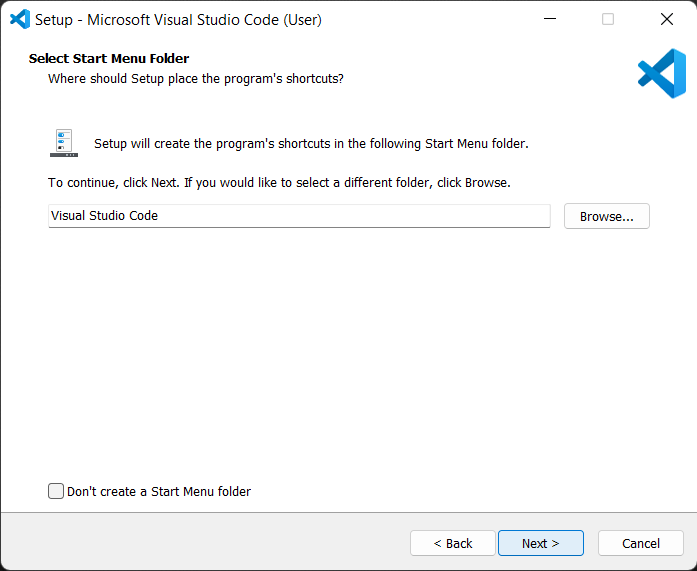 Setup - Microsoft Visual Studio Code (User)
Select Start Menu Folder
Where should Setup place the program's shortcuts?
Setup will create the program's shortcuts in the following Start Menu folder.
To continue, click Next. If you would like to select a different folder, click Browse.
Visual Studio Code
Browse...
Don't create a Start Menu folder
< Back
Next >
Cancel